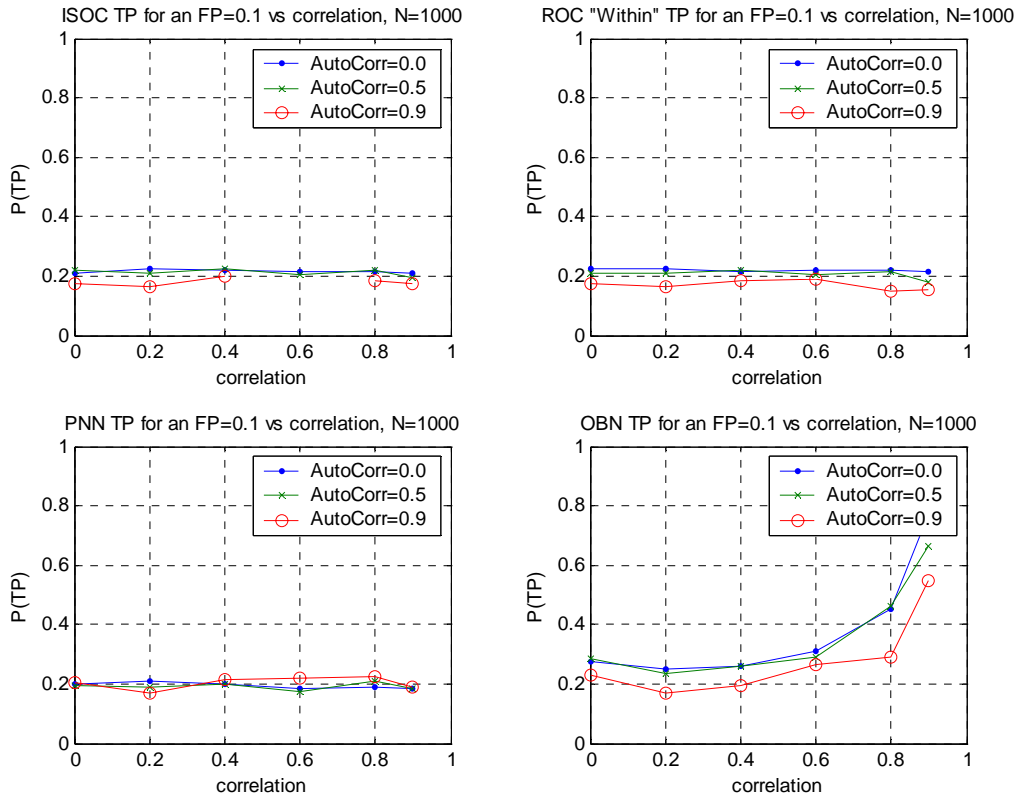 ISOC TP for an FP=0.1 vs correlation, N=1000
1
0.8
0.6
0.4
0.2
0
P(TP)
AutoCorr=0.0
AutoCorr=0.5
AutoCorr=0.9
0 0.2 0.4 0.6 0.8 1
correlation
ROC "Within" TP for an FP=0.1 vs correlation, N=1000
1
0.8
0.6
0.4
0.2
0
P(TP)
AutoCorr=0.0
AutoCorr=0.5
AutoCorr=0.9
0 0.2 0.4 0.6 0.8 1
correlation
PNN TP for an FP=0.1 vs correlation, N=1000
1
0.8
0.6
0.4
0.2
0
P(TP)
AutoCorr=0.0
AutoCorr=0.5
AutoCorr=0.9
0 0.2 0.4 0.6 0.8 1
correlation
OBN TP for an FP=0.1 vs correlation, N=1000
1
0.8
0.6
0.4
0.2
0
P(TP)
AutoCorr=0.0
AutoCorr=0.5
AutoCorr=0.9
0 0.2 0.4 0.6 0.8 1
correlation